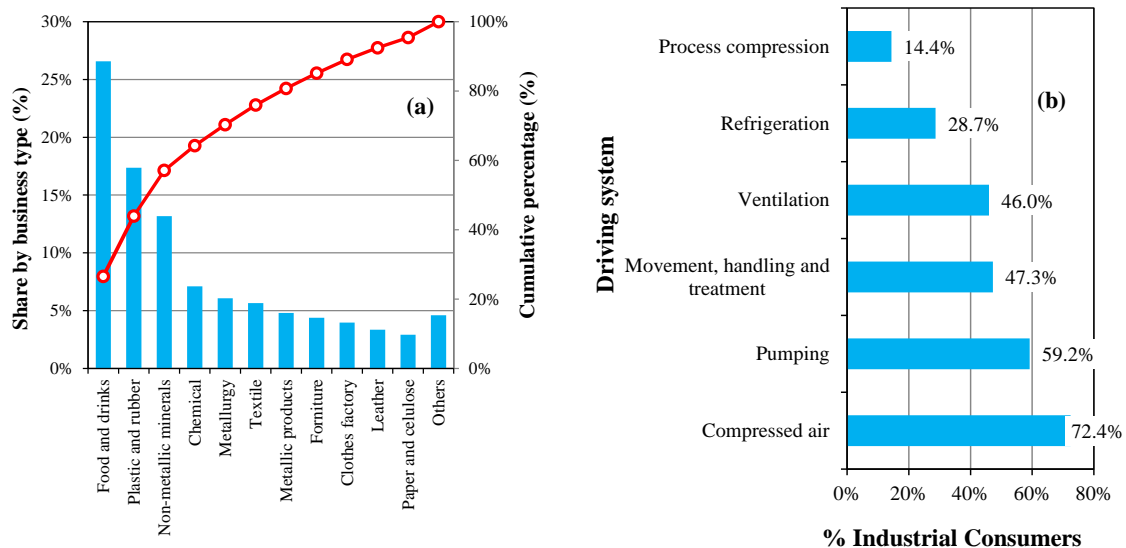 30%
25%
20%
15%
10%
5%
0%
Share by business type (%)
100%
80%
60%
40%
20%
0%
Cumulative percentage (%)
(a)
Food and drinks
Plastic and rubber
Non-metallic minerals
Chemical
Metallurgy
Textile
Metallic products
Forniture
Clothes factory
Leather
Paper and celulose
Others
Driving system
(b)
Process compression
14.4%
Refrigeration
28.7%
Ventilation
46.0%
Movement, handling and
treatment
47.3%
Pumping
59.2%
Compressed air
72.4%
0%
20%
40%
60%
80%
% Industrial Consumers